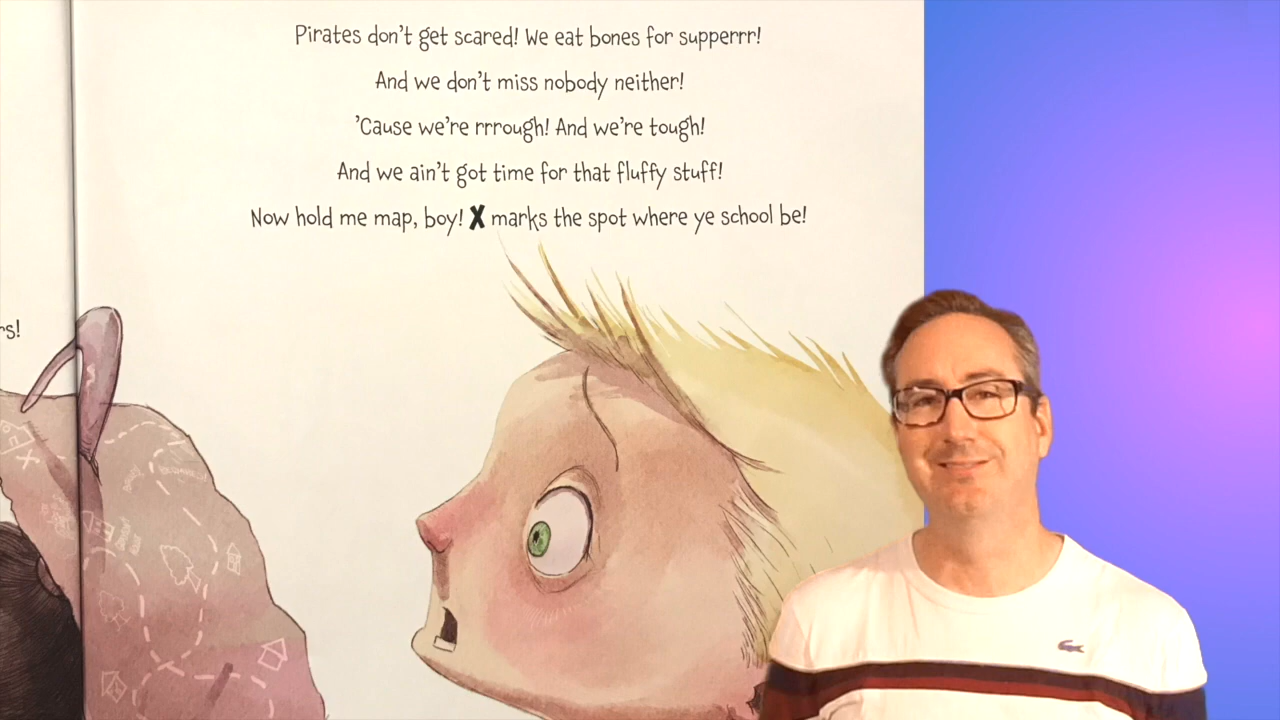 Pirates don't get scared! We eat bones for supperrr!
And we don't miss nobody neither!
'Cause we're rrrough! And we're tough!
And we ain't got time for that fluffy stuff!
Now hold me map, boy! X marks the spot where ye school be!
rs!